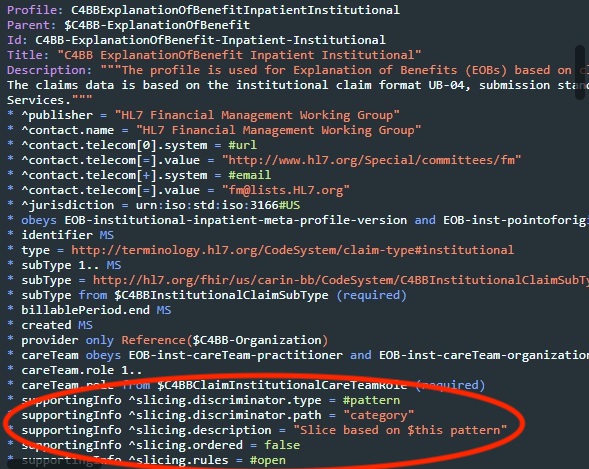 Profile: C4BBExplanationOfBenefitInpatientInstitutional
Parent: $C4BB-ExplanationOfBenefit
Id: C4BB-ExplanationOfBenefit-Inpatient-Institutional
Title: "C4BB ExplanationOfBenefit Inpatient Institutional"
Description: """The profile is used for Explanation of Benefits (EOBs) based on
The claims data is based on the institutional claim format UB-04, submission stan
Services."""
* ^publisher = "HL7 Financial Management Working Group"
* ^contact.name = "HL7 Financial Management Working Group"
* ^contact.telecom[0].system = #url
* ^contact.telecom[=].value = "http://www.hl7.org/Special/committees/fm"
* ^contact.telecom[+].system = #email
* ^contact.telecom[=].value = "fm@lists.HL7.org"
* ^jurisdiction = urn:iso:std:iso:3166#US
* obeys EOB-institutional-inpatient-meta-profile-version and EOB-inst-pointoforig
* identifier MS
* type = http://terminology.hl7.org/CodeSystem/claim-type#institutional
* subType 1.. MS
* subType = http://hl7.org/fhir/us/carin-bb/CodeSystem/C4BBInstitutionalClaimSubTy
* subType from $C4BBInstitutionalClaimSubType (required)
* billablePeriod.end MS
* created MS
* provider only Reference($C4BB-Organization)
* careTeam obeys EOB-inst-careTeam-practitioner and EOB-inst-careTeam-organization
* careTeam.role 1..
* careTeam.role from $C4BBClaimInstitutionalCareTeamRole (required)
* supportingInfo ^slicing.discriminator.type = #pattern
* supportingInfo ^slicing.discriminator.path = "category"
* supportingInfo ^slicing.description = "Slice based on $this pattern"
* supportingInfo ^slicing.ordered = false
* supportingInfo ^slicing.rules = #open